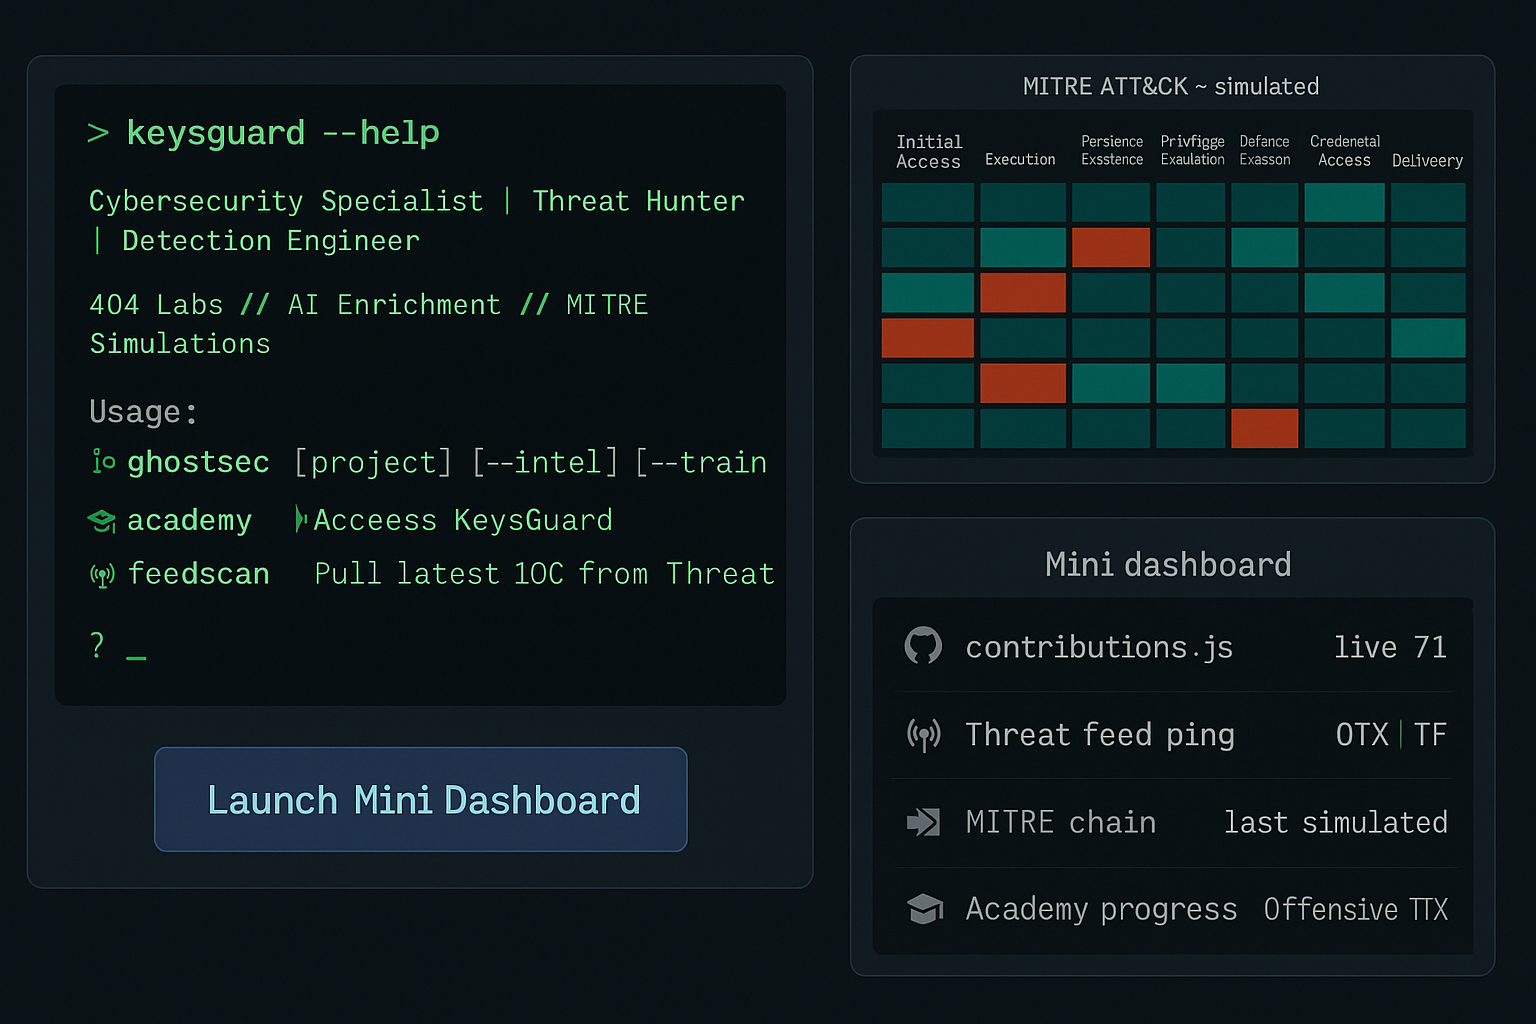 > keysguard --help
Cybersecurity Specialist | Threat Hunter
| Detection Engineer
404 Labs // AI Enrichment // MITRE
Simulations
Usage:
ghostsec [project] [--intel] [--train
academy Acceess KeysGuard
feedscan Pull latest 1OC from Threat
? _
Launch Mini Dashboard
MITRE ATT&CK ~ simulated
Initial
Access
Execution
Persience
Exsstence
Privfigge
Exaulation
Defance
Exasson
Credenetal
Access
Deliveery
Mini dashboard
contributions.js live 71
Threat feed ping OTX | TF
MITRE chain last simulated
Academy progress Offensive TTX